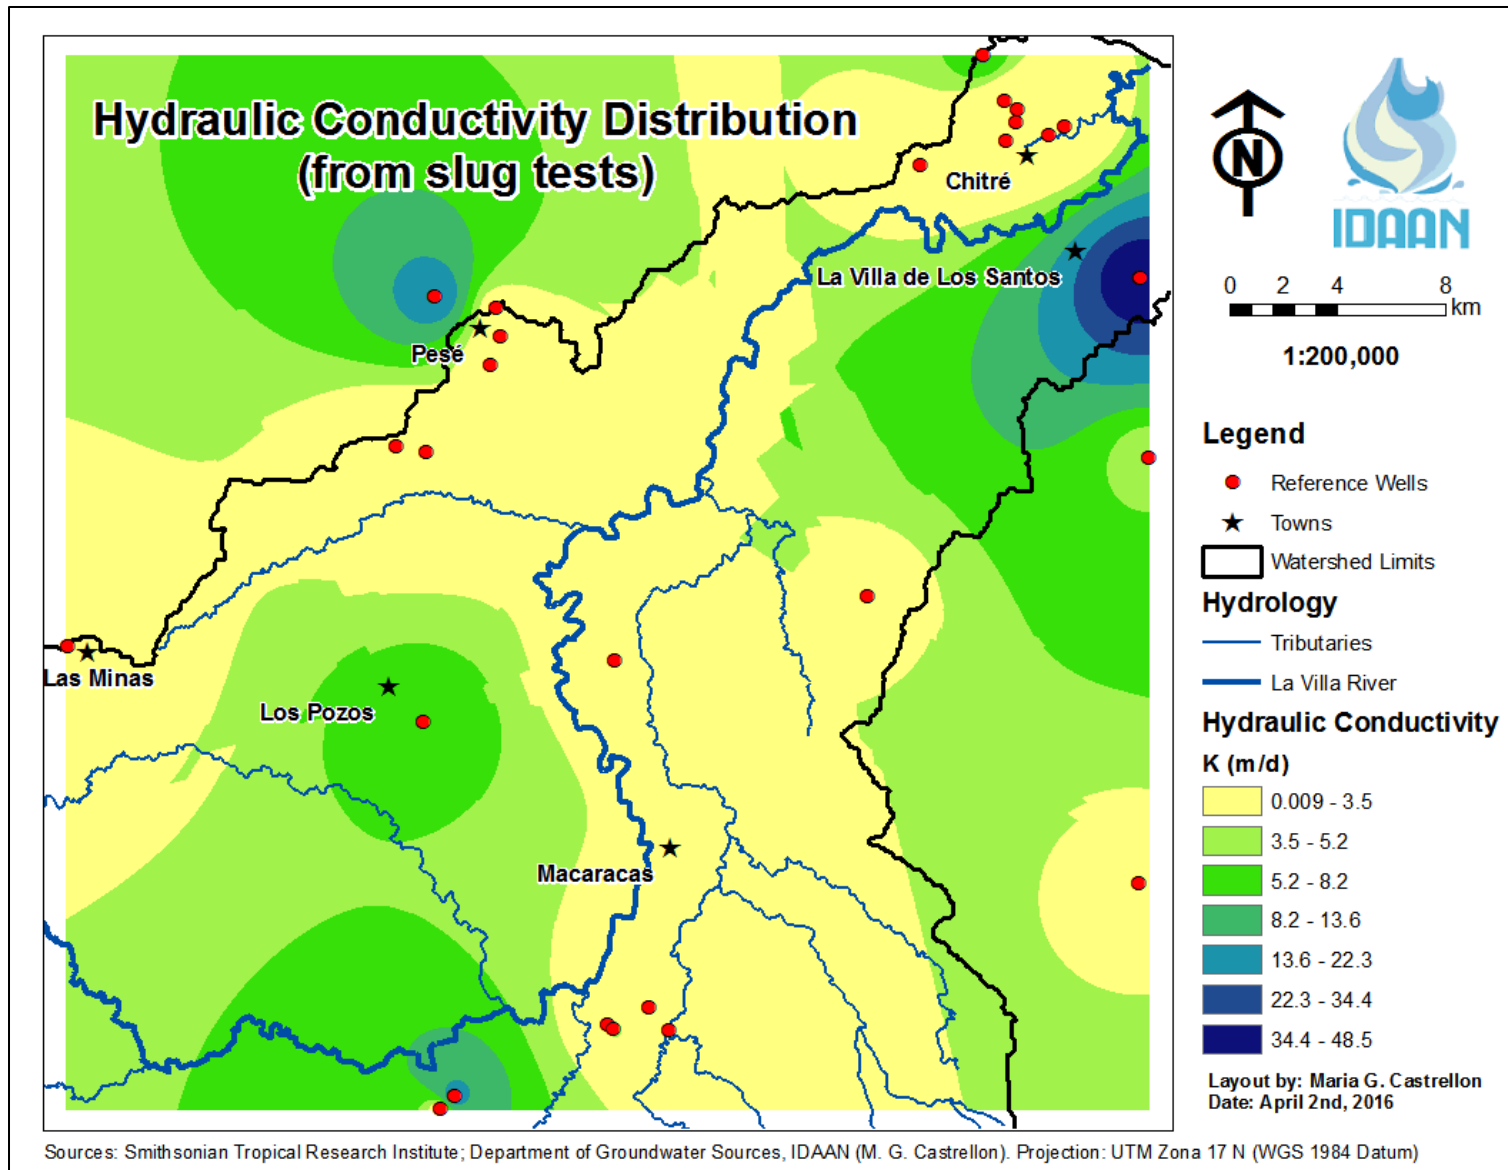 Hydraulic Conductivity Distribution
(from slug tests)
Chitré
La Villa de Los Santos
Pesé
Las Minas
Los Pozos
Macaracas
N
IDAAN
0 2 4 8
km
1:200,000
Legend
Reference Wells
Towns
Watershed Limits
Hydrology
Tributaries
La Villa River
Hydraulic Conductivity
K (m/d)
0.009 - 3.5
3.5 - 5.2
5.2 - 8.2
8.2 - 13.6
13.6 - 22.3
22.3 - 34.4
34.4 - 48.5
Layout by: Maria G. Castrellon
Date: April 2nd, 2016
Sources: Smithsonian Tropical Research Institute; Department of Groundwater Sources, IDAAN (M. G. Castrellon). Projection: UTM Zona 17 N (WGS 1984 Datum)